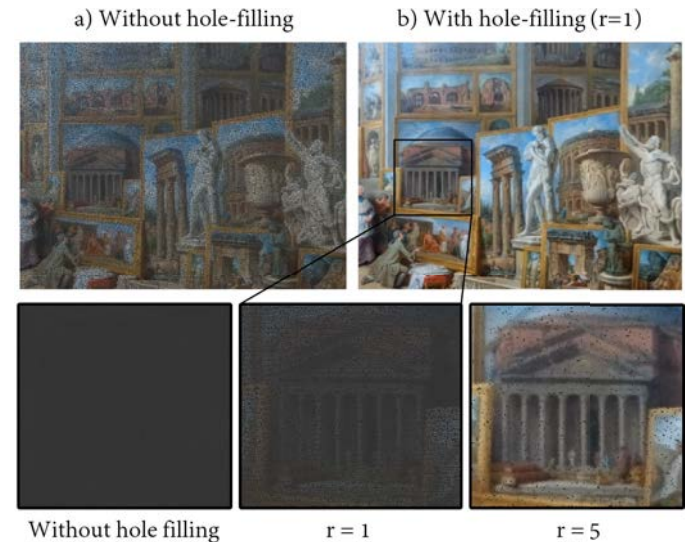 a) Without hole-filling
b) With hole-filling (r=1)
Without hole filling
r = 1
r = 5